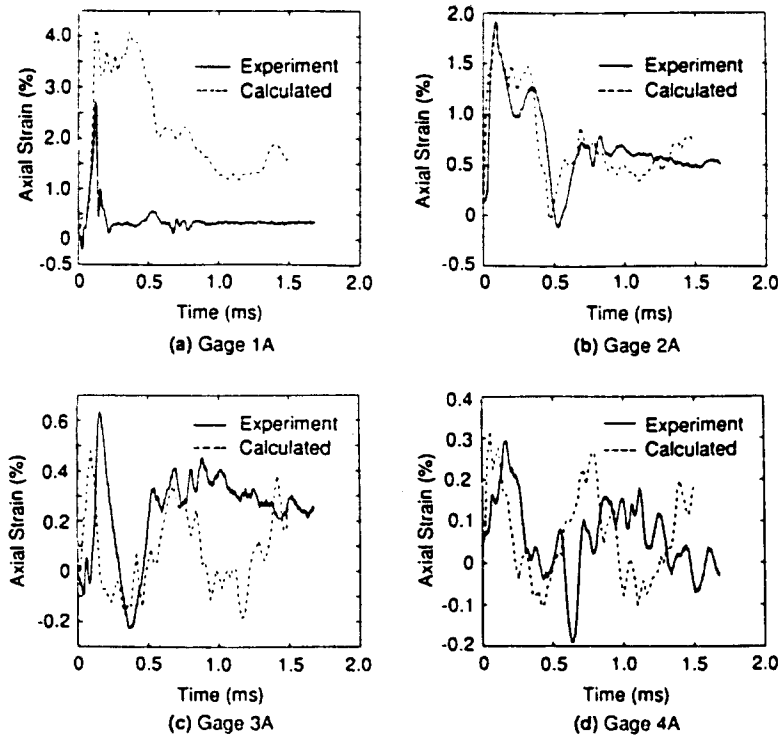 4.0
3.0
2.0
1.0
0
-0.5
Axial Strain (%)
Experiment
Calculated
0
0.5
1.0
1.5
2.0
Time (ms)
(a) Gage 1A
2.0
1.5
1.0
0.5
0
-0.5
Axial Strain (%)
Experiment
Calculated
0
0.5
1.0
1.5
2.0
Time (ms)
(b) Gage 2A
0.6
0.4
0.2
0
-0.2
Axial Strain (%)
Experiment
Calculated
0
0.5
1.0
1.5
2.0
Time (ms)
(c) Gage 3A
0.4
0.3
0.2
0.1
0
-0.1
-0.2
Axial Strain (%)
Experiment
Calculated
0
0.5
1.0
1.5
2.0
Time (ms)
(d) Gage 4A